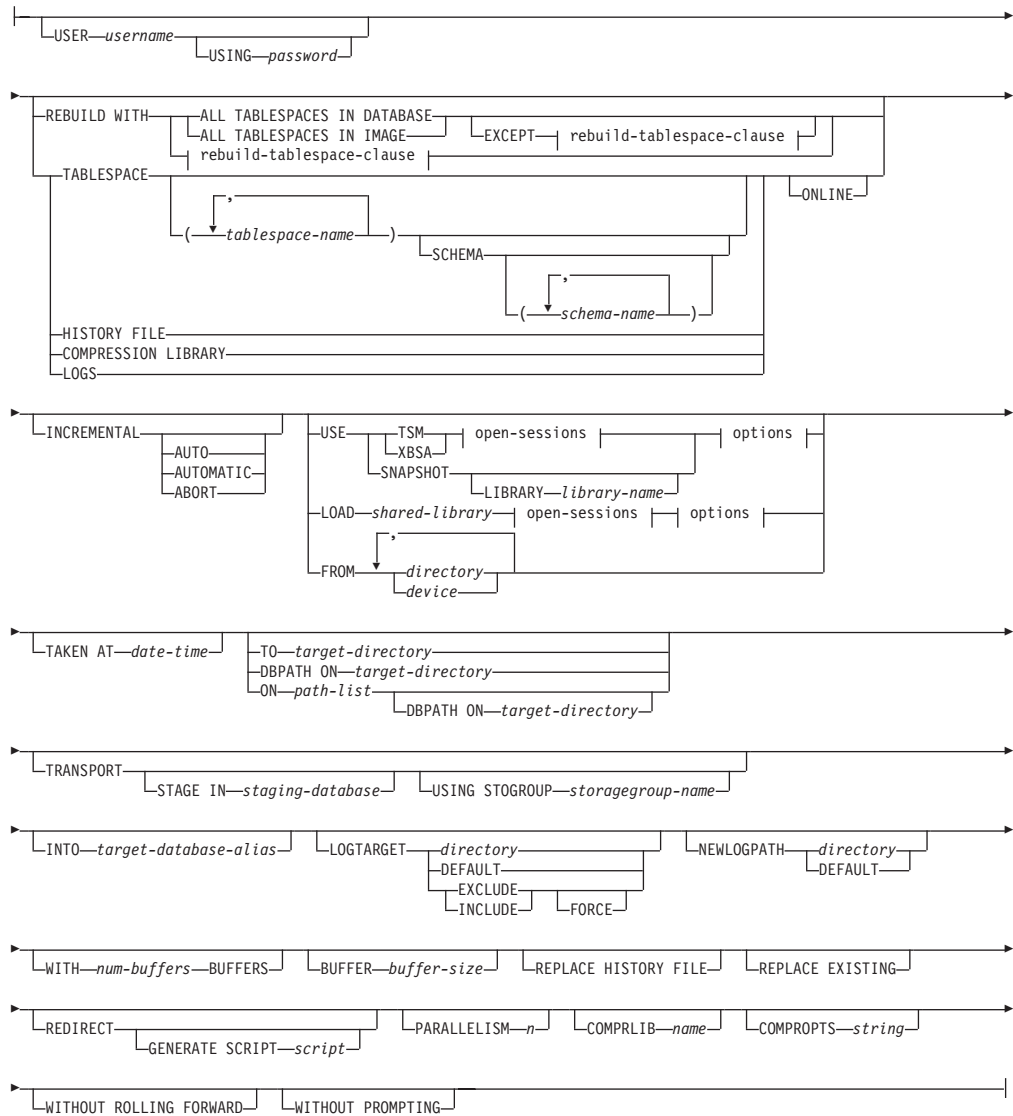 USER username
USING password
REBUILD WITH ALL TABLESPACES IN DATABASE
ALL TABLESPACES IN IMAGE EXCEPT rebuild-tablespace-clause
rebuild-tablespace-clause
TABLESPACE
ONLINE
,
( tablespace-name )
SCHEMA
,
( schema-name )
HISTORY FILE
COMPRESSION LIBRARY
LOGS
INCREMENTAL USE TSM open-sessions options
AUTO XBSA
AUTOMATIC SNAPSHOT
ABORT LIBRARY library-name
LOAD shared-library open-sessions options
,
FROM directory
device
TAKEN AT date-time TO target-directory
DBPATH ON target-directory
ON path-list
DBPATH ON target-directory
TRANSPORT
STAGE IN staging-database USING STOGROUP storagegroup-name
INTO target-database-alias LOGTARGET directory NEWLOGPATH directory
DEFAULT DEFAULT
EXCLUDE
INCLUDE FORCE
WITH num-buffers BUFFERS BUFFER buffer-size REPLACE HISTORY FILE REPLACE EXISTING
REDIRECT PARALLELISM n COMPRLIB name COMPROPTS string
GENERATE SCRIPT script
WITHOUT ROLLING FORWARD WITHOUT PROMPTING